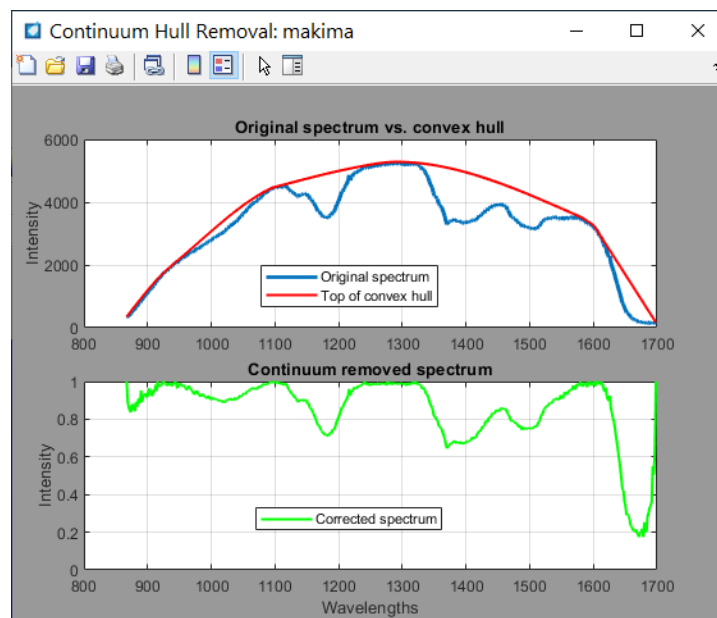 Continuum Hull Removal: makima
Original spectrum vs. convex hull
6000
4000
2000
0
Intensity
Original spectrum
Top of convex hull
800 900 1000 1100 1200 1300 1400 1500 1600 1700
Continuum removed spectrum
1
0.8
0.6
0.4
0.2
0
Intensity
Corrected spectrum
800 900 1000 1100 1200 1300 1400 1500 1600 1700
Wavelengths